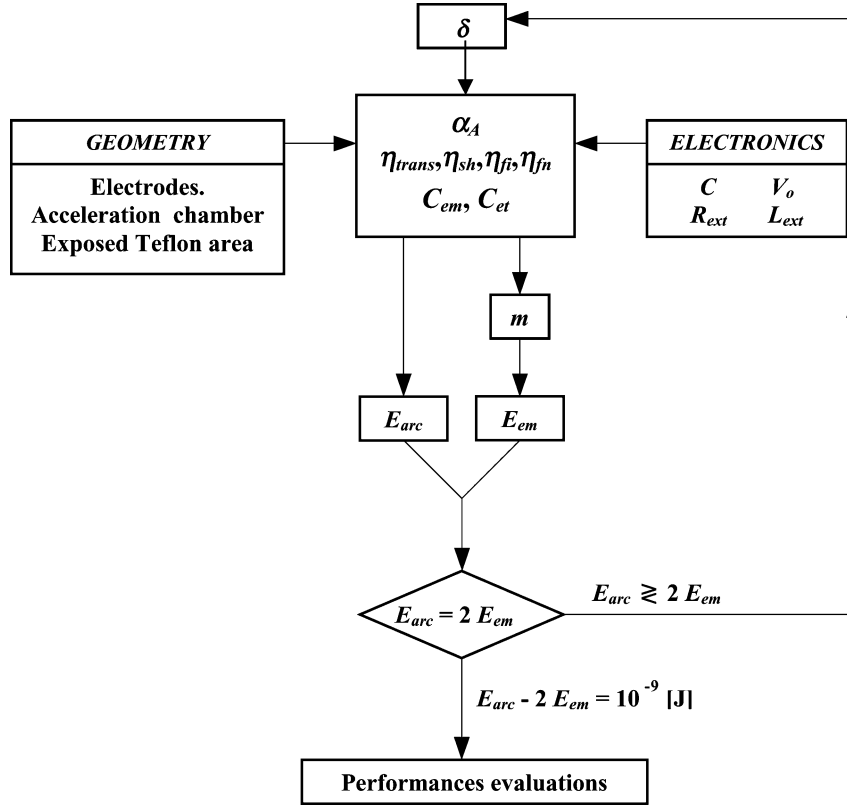 δ
α_A
η_trans, η_sh, η_fi, η_fn
C_em, C_et
GEOMETRY
Electrodes.
Acceleration chamber
Exposed Teflon area
ELECTRONICS
C V_o
R_ext L_ext
m
E_arc
E_em
E_arc = 2 E_em
E_arc ≷ 2 E_em
E_arc - 2 E_em = 10^-9 [J]
Performances evaluations